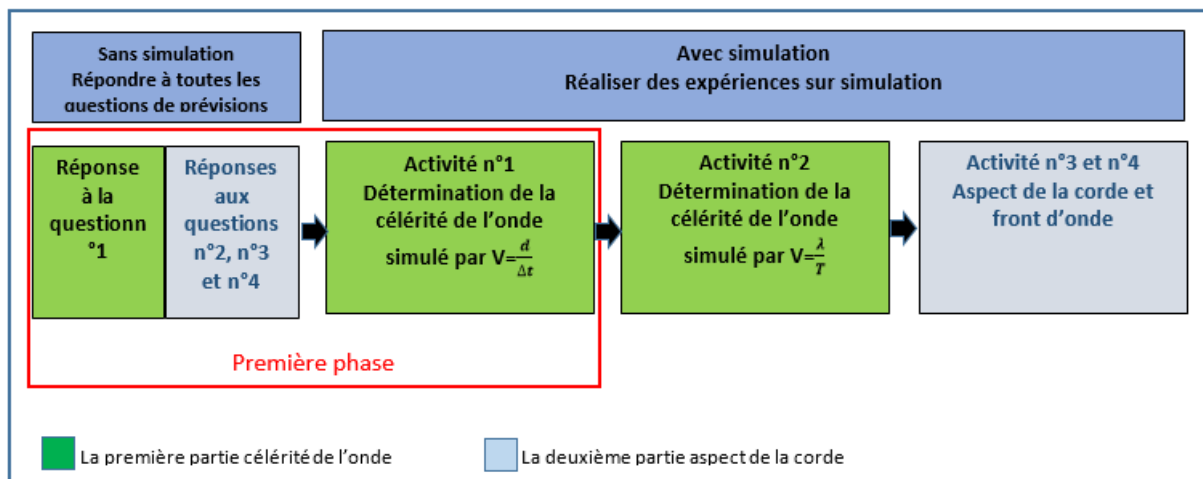 Sans simulation
Répondre à toutes les
questions de prévisions
Avec simulation
Réaliser des expériences sur simulation
Réponse
à la
questionn
°1
Réponses
aux
questions
n°2, n°3
et n°4
Activité n°1
Détermination de la
célérité de l'onde
simulé par V=d/Δt
Activité n°2
Détermination de la
célérité de l'onde
simulé par V=λ/T
Activité n°3 et n°4
Aspect de la corde et
front d'onde
Première phase
La première partie célérité de l'onde
La deuxième partie aspect de la corde